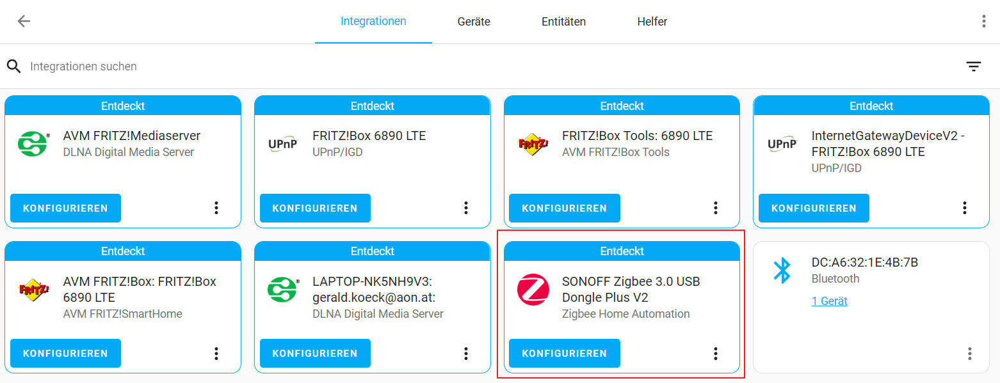 Integrationen Geräte Entitäten Helfer
Integrationen suchen
Entdeckt
AVM FRITZ!Mediaserver
DLNA Digital Media Server
KONFIGURIEREN
Entdeckt
UPnP
FRITZ!Box 6890 LTE
UPnP/IGD
KONFIGURIEREN
Entdeckt
FRITZ!
FRITZ!Box Tools: 6890 LTE
AVM FRITZ!Box Tools
KONFIGURIEREN
Entdeckt
UPnP
InternetGatewayDeviceV2 -
FRITZ!Box 6890 LTE
UPnP/IGD
KONFIGURIEREN
Entdeckt
FRITZ!
AVM FRITZ!Box: FRITZ!Box
6890 LTE
AVM FRITZ!SmartHome
KONFIGURIEREN
Entdeckt
LAPTOP-NK5NH9V3:
gerald.koeck@aon.at:
DLNA Digital Media Server
KONFIGURIEREN
Entdeckt
SONOFF Zigbee 3.0 USB
Dongle Plus V2
Zigbee Home Automation
KONFIGURIEREN
DC:A6:32:1E:4B:7B
Bluetooth
1 Gerät